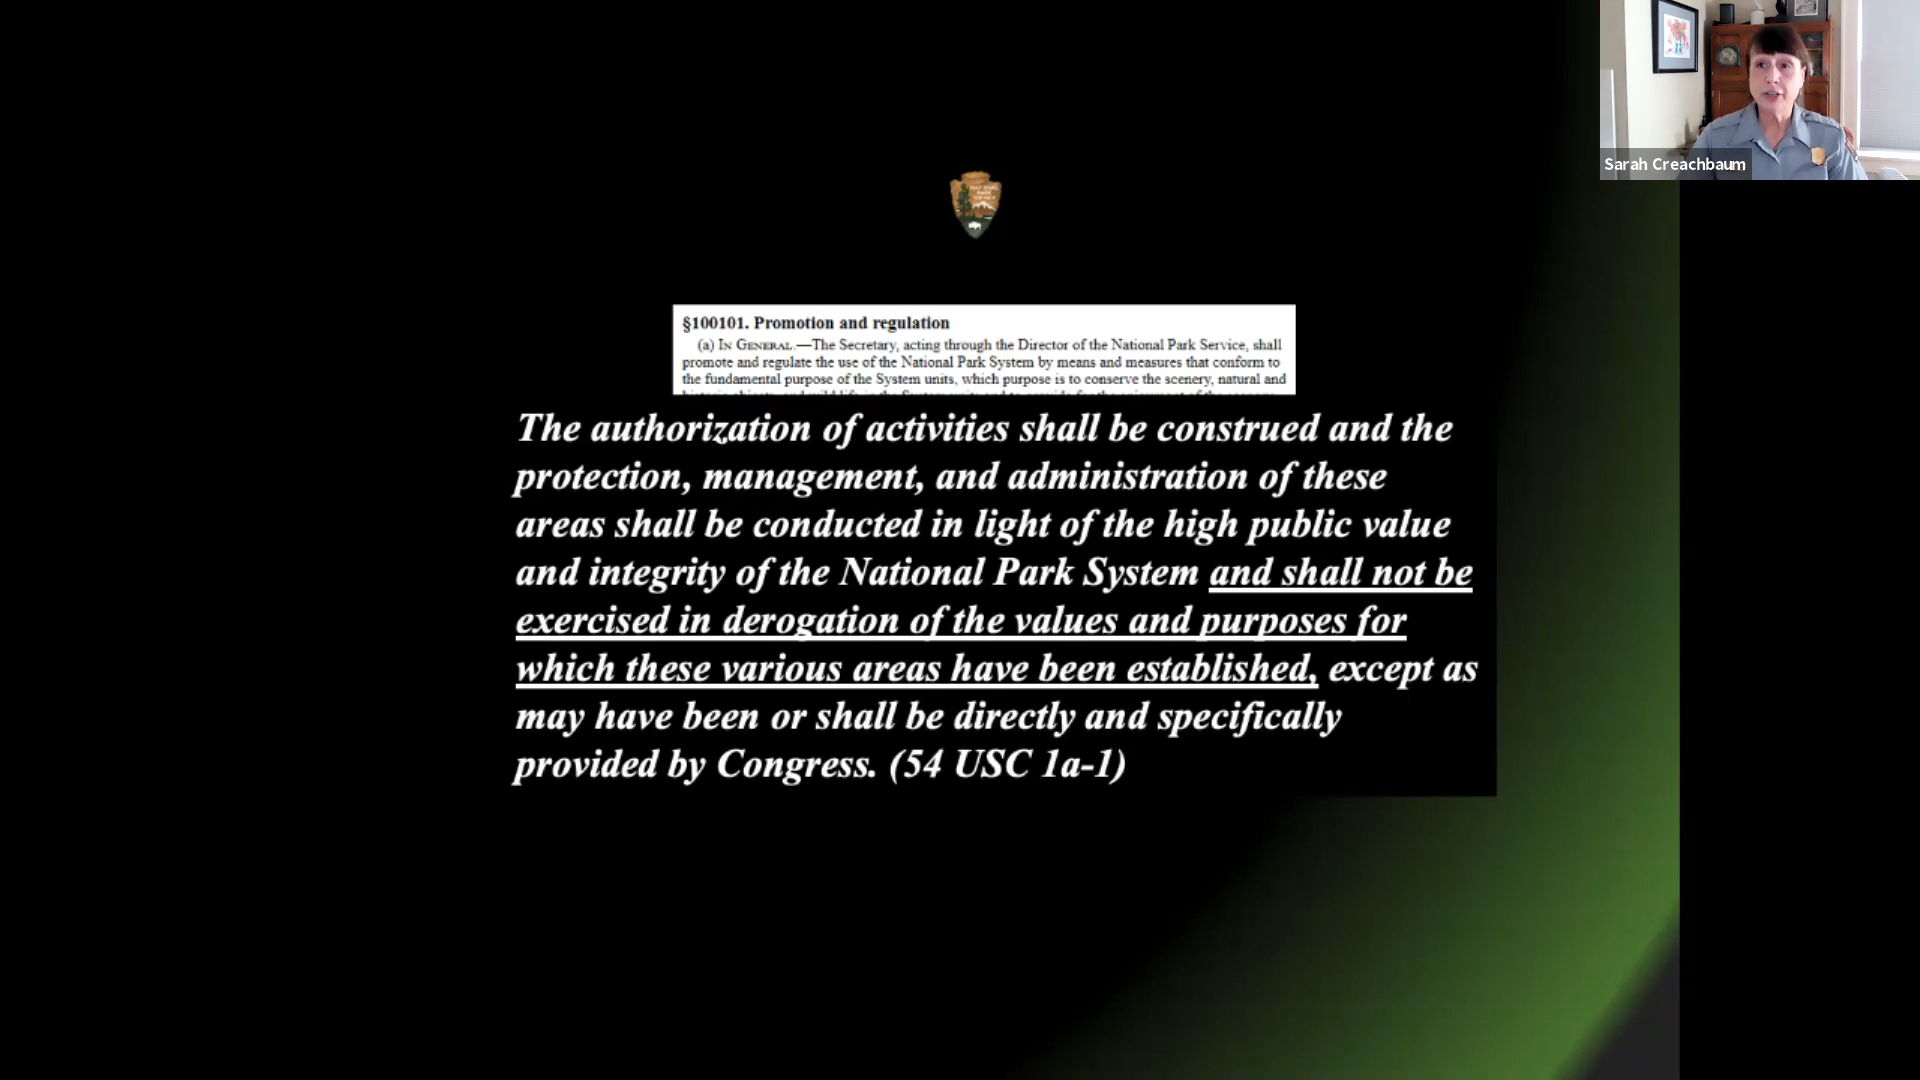 Sarah Creachbaum
§100101. Promotion and regulation
(a) IN GENERAL.—The Secretary, acting through the Director of the National Park Service, shall
promote and regulate the use of the National Park System by means and measures that conform to
the fundamental purpose of the System units, which purpose is to conserve the scenery, natural and
The authorization of activities shall be construed and the
protection, management, and administration of these
areas shall be conducted in light of the high public value
and integrity of the National Park System and shall not be
exercised in derogation of the values and purposes for
which these various areas have been established, except as
may have been or shall be directly and specifically
provided by Congress. (54 USC 1a-1)